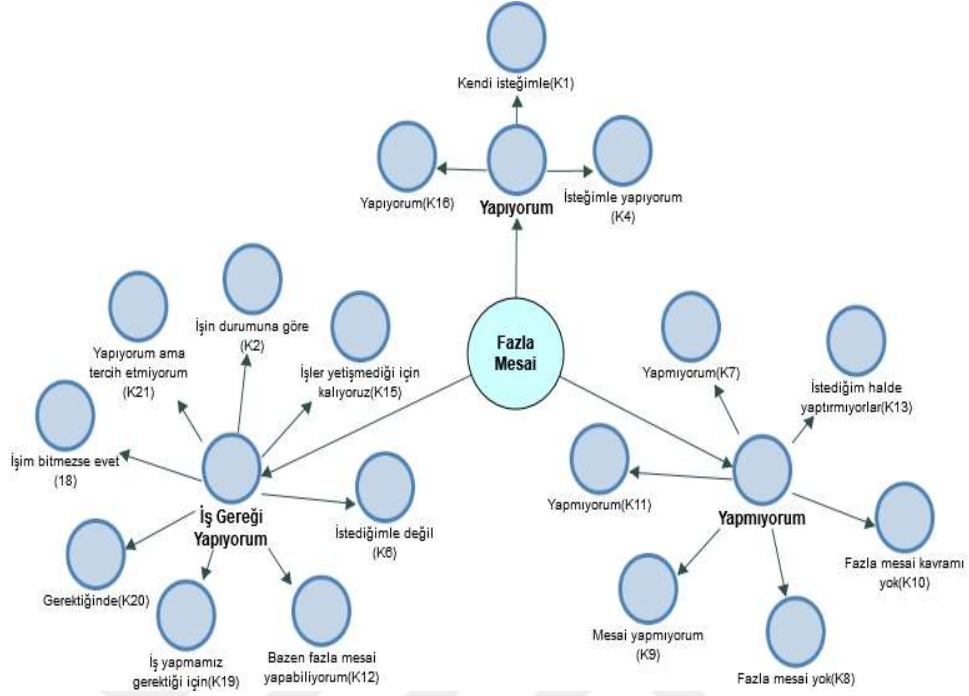 Kendi isteğimle(K1)
Yapıyorum(K16)
Yapıyorum
İsteğimle yapıyorum
(K4)
Fazla
Mesai
İşin durumuna göre
(K2)
Yapıyorum ama
tercih etmiyorum
(K21)
İşler yetişmediği için
kalıyoruz(K15)
İşim bitmezse evet
(18)
İş Gereği
Yapıyorum
İstediğimle değil
(K6)
Gerektiğinde(K20)
İş yapmamız
gerektiği için(K19)
Bazen fazla mesai
yapabiliyorum(K12)
Yapmıyorum(K7)
İstediğim halde
yaptırmıyorlar(K13)
Yapmıyorum(K11)
Yapmıyorum
Fazla mesai kavramı
yok(K10)
Mesai yapmıyorum
(K9)
Fazla mesai yok(K8)